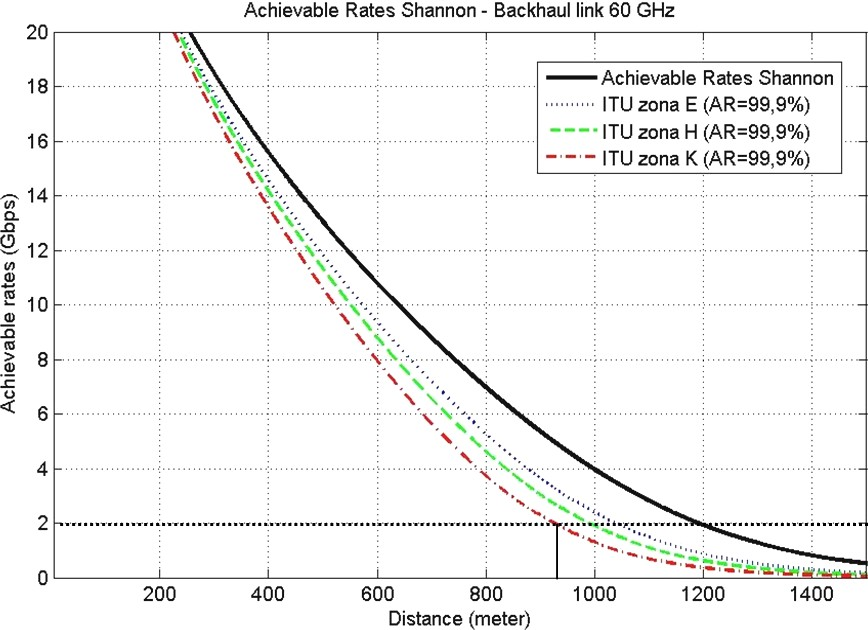 Achievable Rates Shannon - Backhaul link 60 GHz
Achievable rates (Gbps)
20
18
16
14
12
10
8
6
4
2
0
Achievable Rates Shannon
ITU zona E (AR=99,9%)
ITU zona H (AR=99,9%)
ITU zona K (AR=99,9%)
200 400 600 800 1000 1200 1400
Distance (meter)